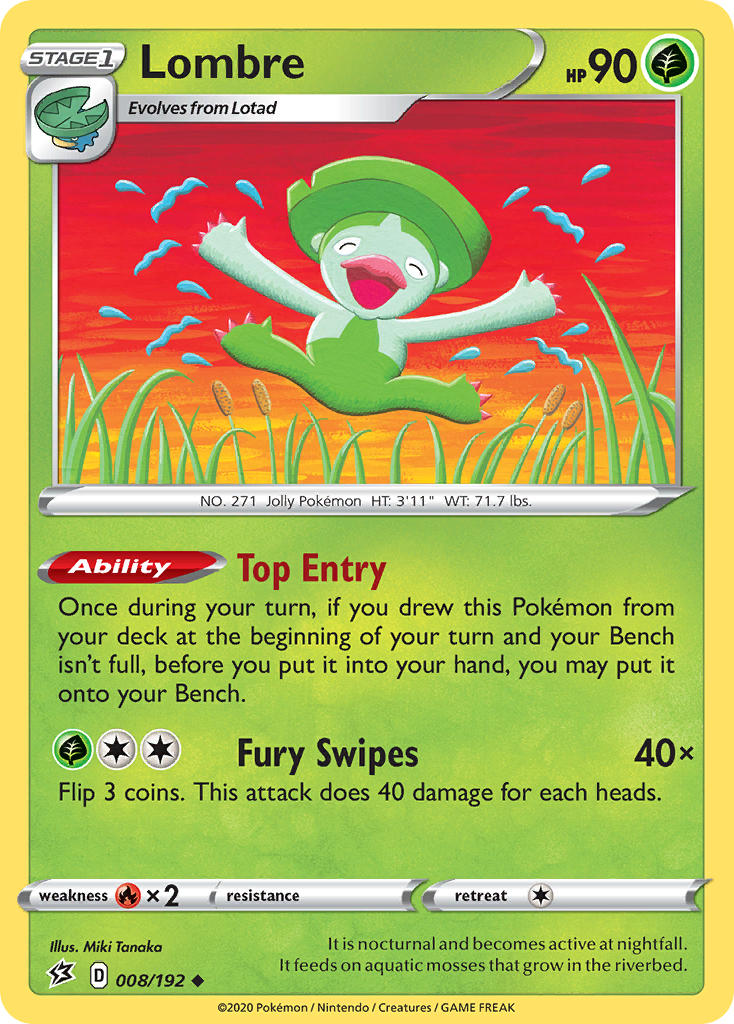 STAGE1
Lombre
HP90
Evolves from Lotad
NO. 271 Jolly Pokémon HT: 3'11" WT: 71.7 lbs.
Ability Top Entry
Once during your turn, if you drew this Pokémon from
your deck at the beginning of your turn and your Bench
isn't full, before you put it into your hand, you may put it
onto your Bench.
Fury Swipes 40×
Flip 3 coins. This attack does 40 damage for each heads.
weakness ×2 resistance retreat
Illus. Miki Tanaka
It is nocturnal and becomes active at nightfall.
It feeds on aquatic mosses that grow in the riverbed.
D 008/192
©2020 Pokémon / Nintendo / Creatures / GAME FREAK